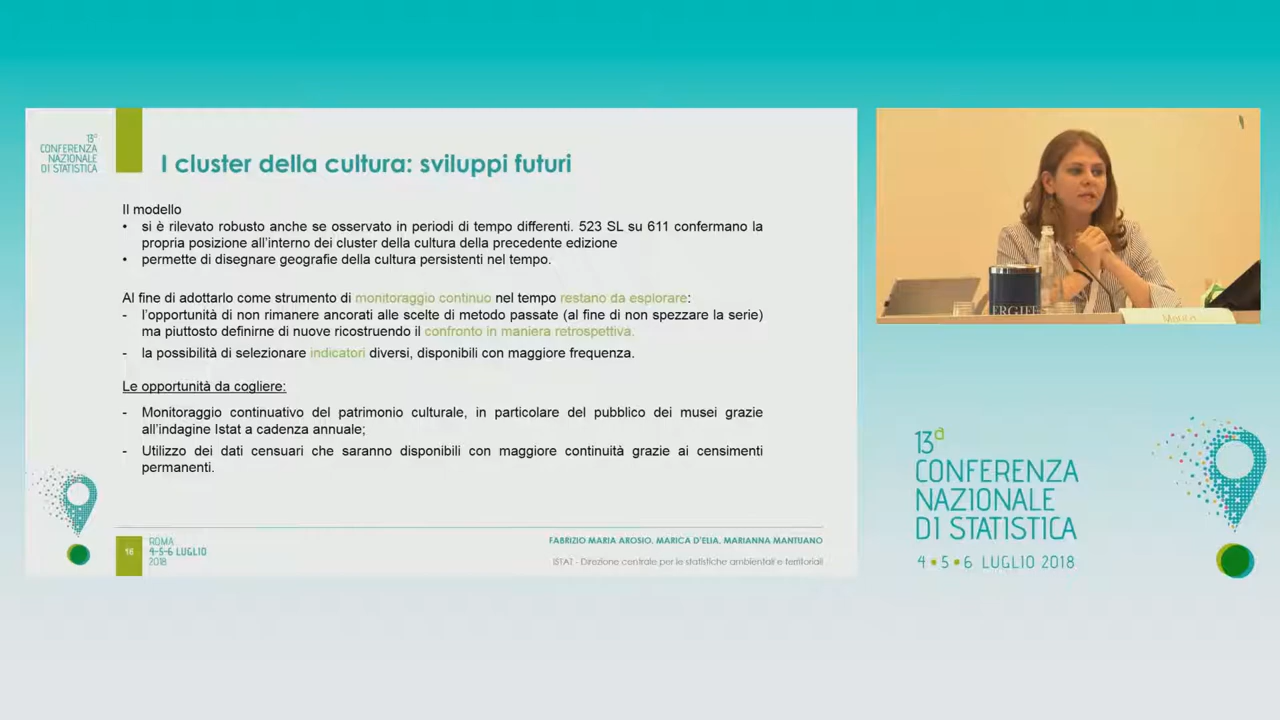 13ª
CONFERENZA
NAZIONALE
DI STATISTICA
I cluster della cultura: sviluppi futuri
Il modello
• si è rilevato robusto anche se osservato in periodi di tempo differenti. 523 SL su 611 confermano la
propria posizione all'interno dei cluster della cultura della precedente edizione
• permette di disegnare geografie della cultura persistenti nel tempo.
Al fine di adottarlo come strumento di monitoraggio continuo nel tempo restano da esplorare:
- l'opportunità di non rimanere ancorati alle scelte di metodo passate (al fine di non spezzare la serie)
ma piuttosto definirne di nuove ricostruendo il confronto in maniera retrospettiva.
- la possibilità di selezionare indicatori diversi, disponibili con maggiore frequenza.
Le opportunità da cogliere:
- Monitoraggio continuativo del patrimonio culturale, in particolare del pubblico dei musei grazie
all'indagine Istat a cadenza annuale;
- Utilizzo dei dati censuari che saranno disponibili con maggiore continuità grazie ai censimenti
permanenti.
16
ROMA
4-5-6 LUGLIO
2018
FABRIZIO MARIA AROSIO, MARICA D'ELIA, MARIANNA MANTUANO
ISTAT - Direzione centrale per le statistiche ambientali e territoriali
13ª
CONFERENZA
NAZIONALE
DI STATISTICA
4•5•6 LUGLIO 2018